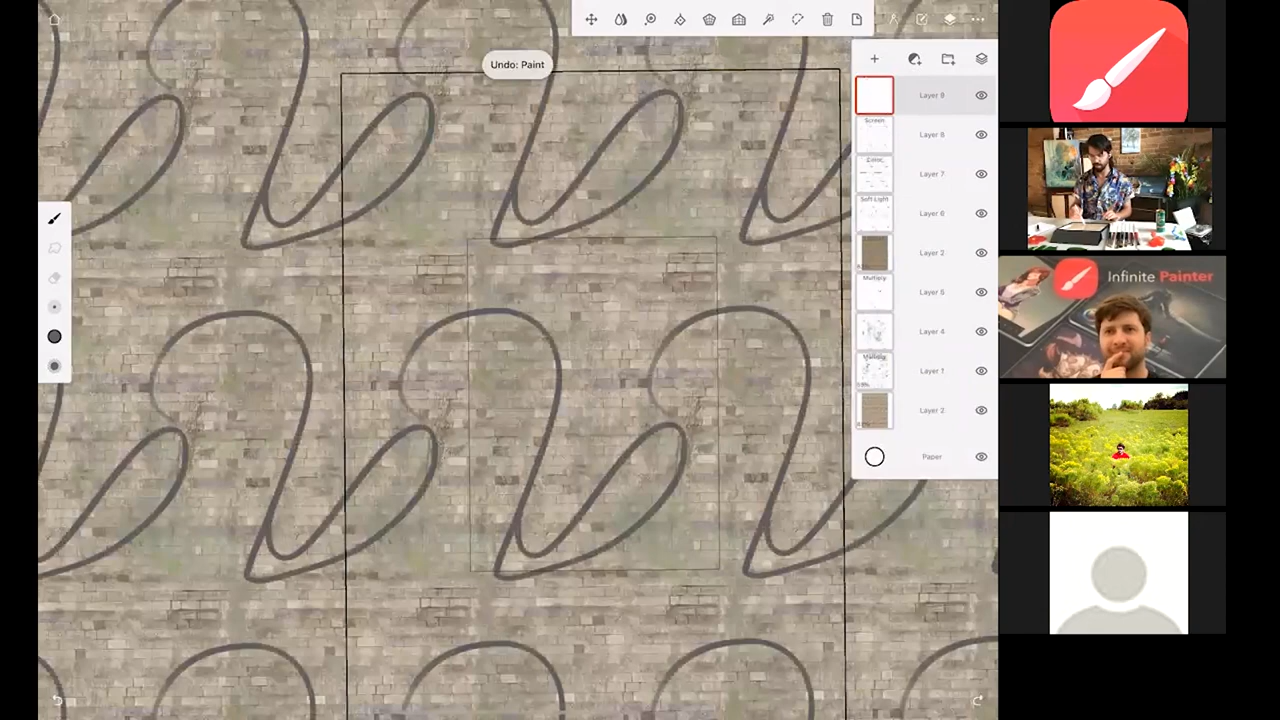 Undo: Paint
Layer 9
Screen
Layer 8
Color
Layer 7
Soft Light
Layer 6
Layer 2
Multiply
Layer 5
Layer 4
Multiply
Layer 1
Layer 2
Paper
Infinite Painter